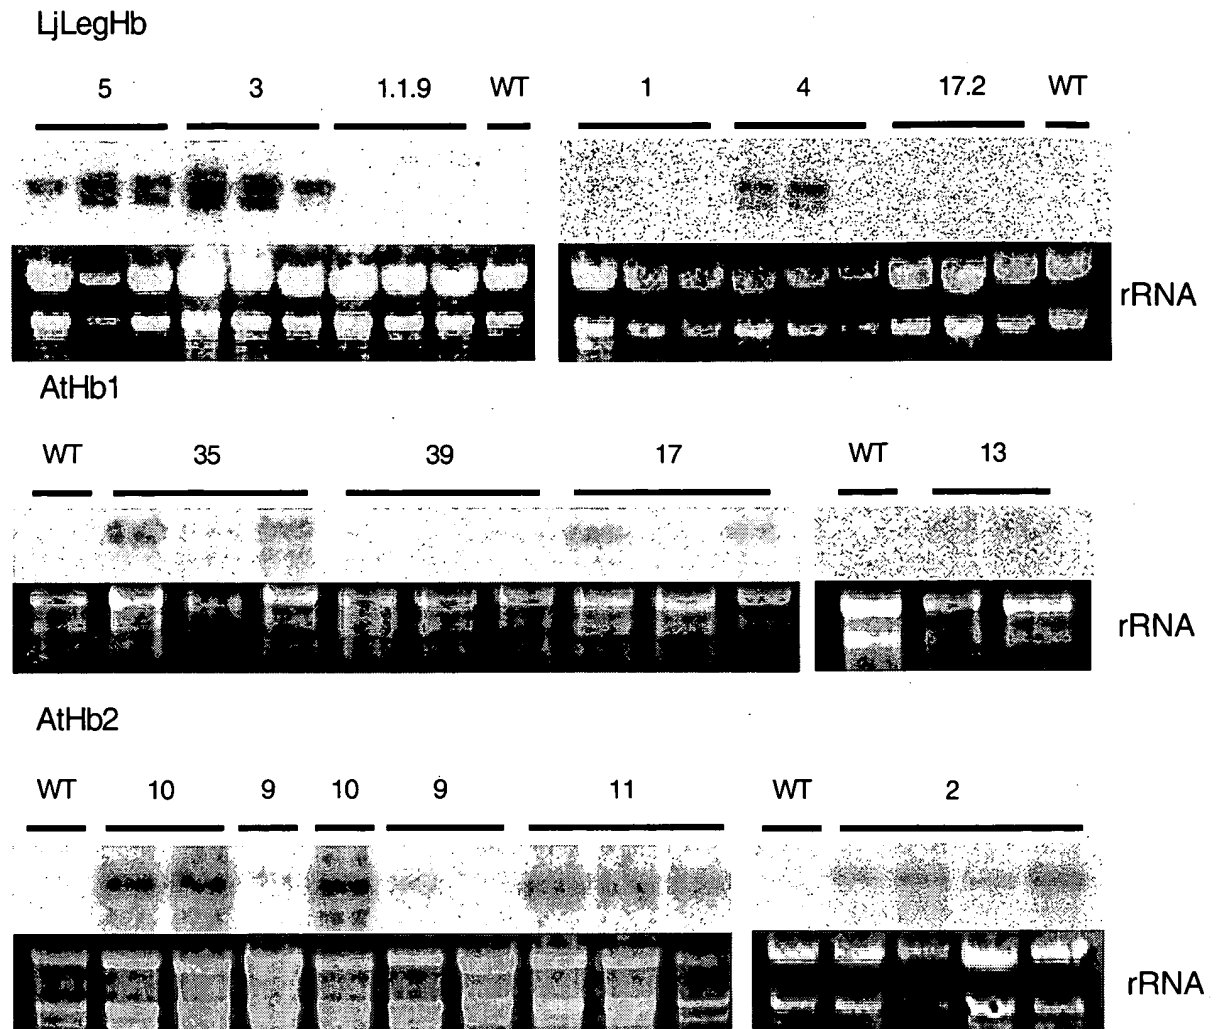 LjLegHb
5 3 1.1.9 WT 1 4 17.2 WT
rRNA
AtHb1
WT 35 39 17 WT 13
rRNA
AtHb2
WT 10 9 10 9 11 WT 2
rRNA